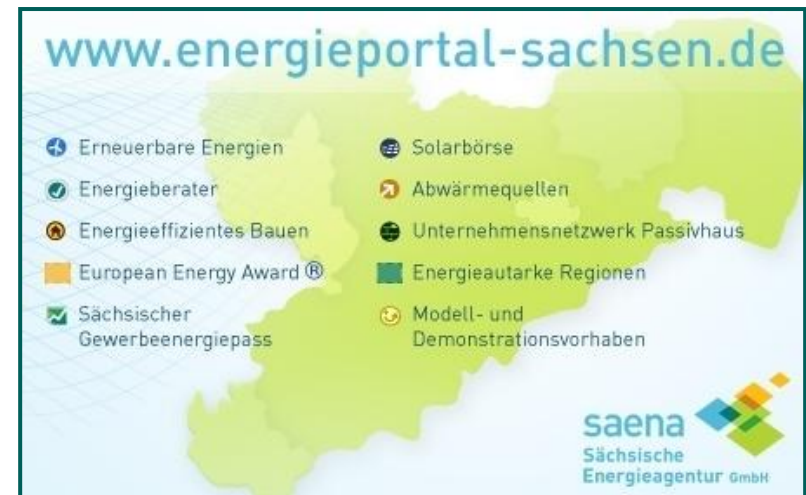 www.energieportal-sachsen.de
Erneuerbare Energien
Energieberater
Energieeffizientes Bauen
European Energy Award ®
Sächsischer
Gewerbeenergiepass
Solarbörse
Abwärmequellen
Unternehmensnetzwerk Passivhaus
Energieautarke Regionen
Modell- und
Demonstrationsvorhaben
saena
Sächsische
Energieagentur GmbH